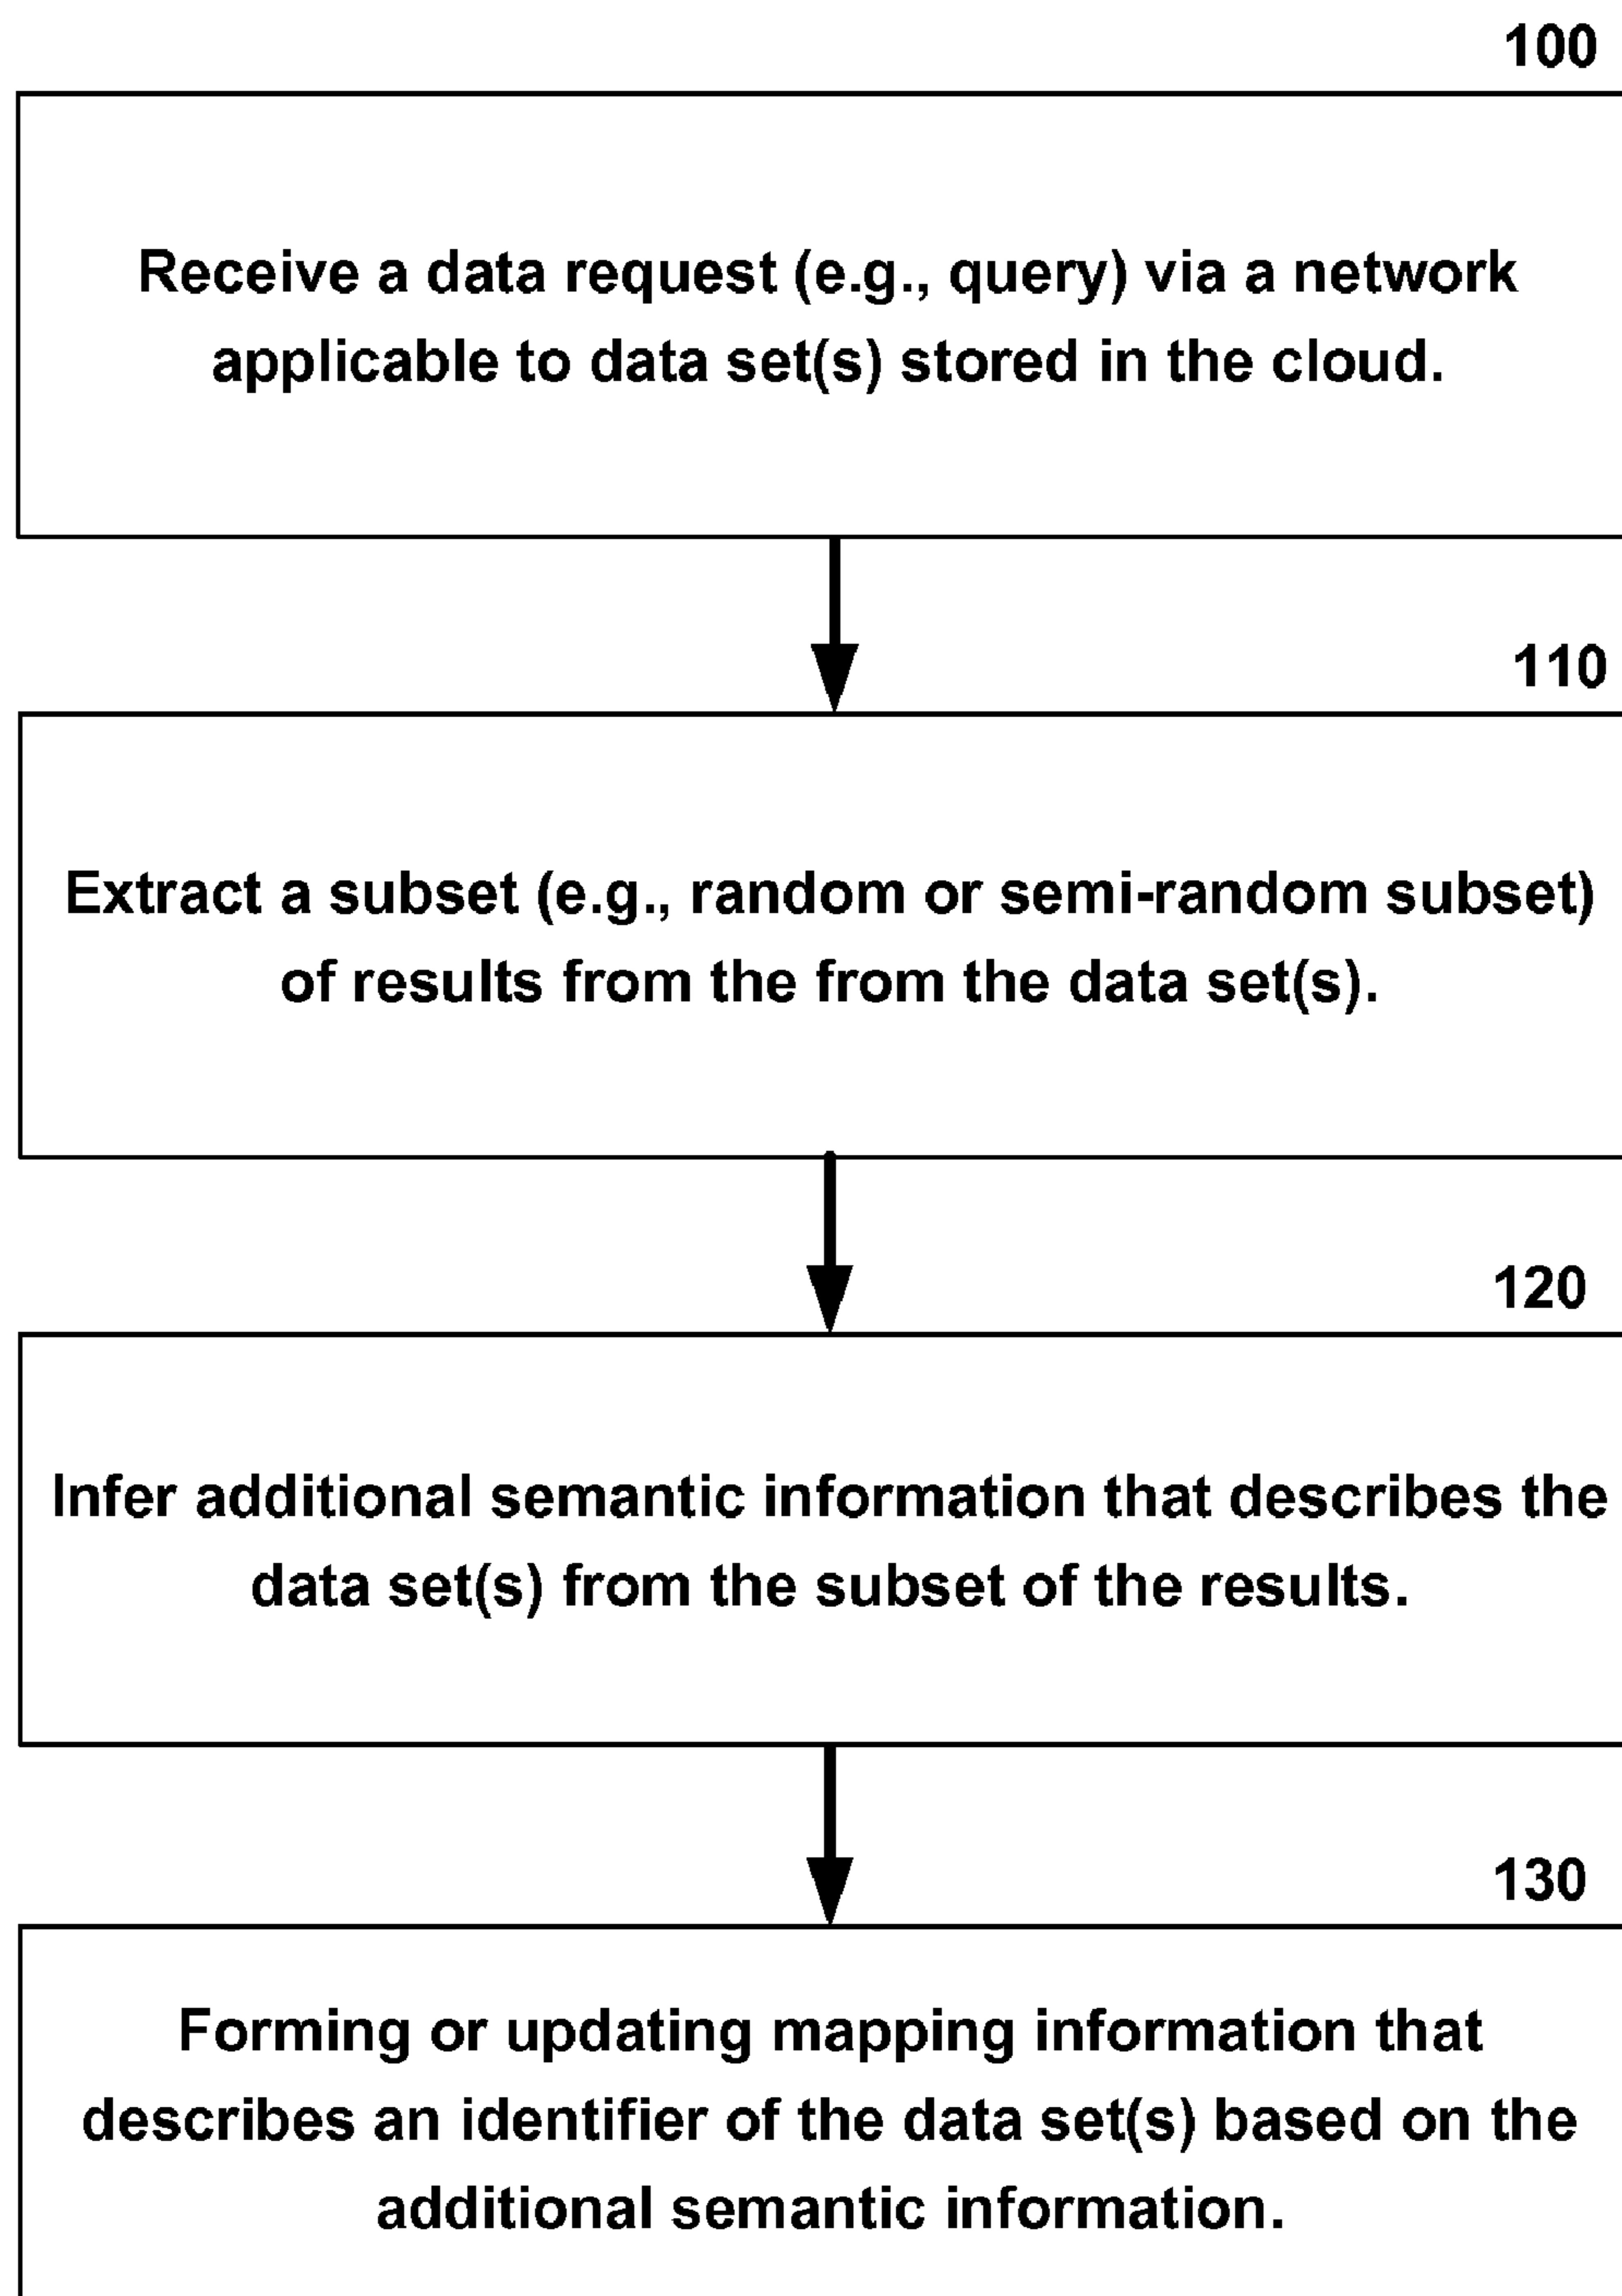 100
Receive a data request (e.g., query) via a network
applicable to data set(s) stored in the cloud.
110
Extract a subset (e.g., random or semi-random subset)
of results from the from the data set(s).
120
Infer additional semantic information that describes the
data set(s) from the subset of the results.
130
Forming or updating mapping information that
describes an identifier of the data set(s) based on the
additional semantic information.